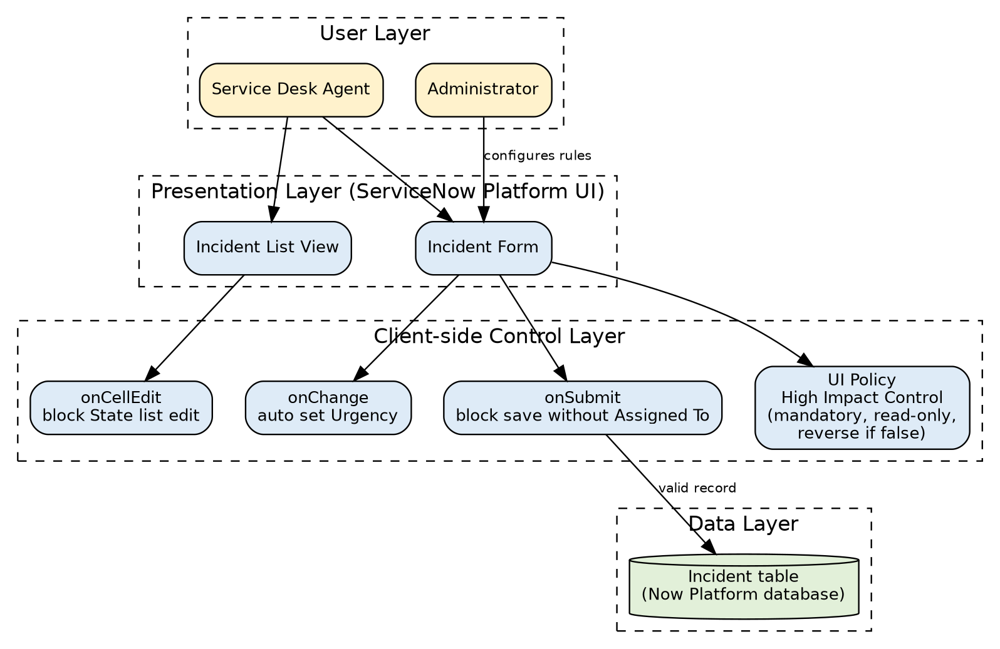 User Layer
Service Desk Agent
Administrator
configures rules
Presentation Layer (ServiceNow Platform UI)
Incident List View
Incident Form
Client-side Control Layer
onCellEdit
block State list edit
onChange
auto set Urgency
onSubmit
block save without Assigned To
UI Policy
High Impact Control
(mandatory, read-only,
reverse if false)
valid record
Data Layer
Incident table
(Now Platform database)